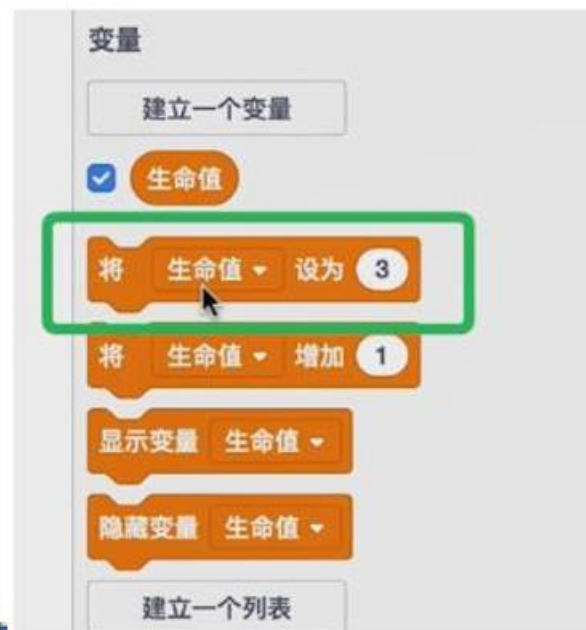 变量
建立一个变量
生命值
将 生命值 设为 3
将 生命值 增加 1
显示变量 生命值
隐藏变量 生命值
建立一个列表